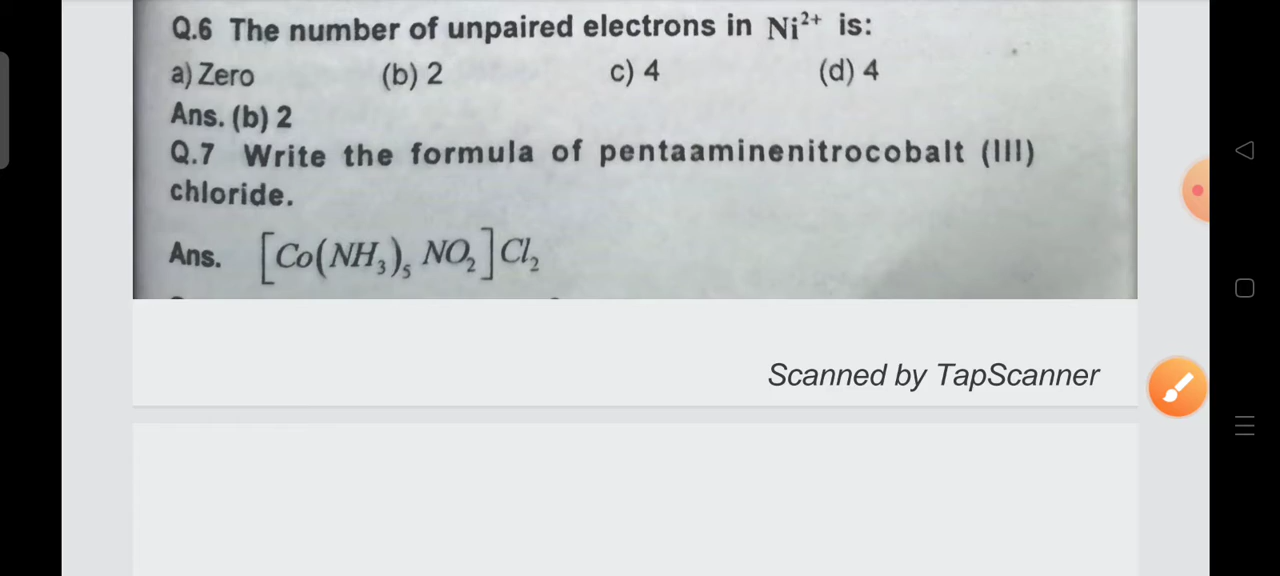 Q.6 The number of unpaired electrons in Ni²⁺ is:
a) Zero (b) 2 c) 4 (d) 4
Ans. (b) 2
Q.7 Write the formula of pentaaminenitrocobalt (III)
chloride.
Ans. [Co(NH₃)₅ NO₂]Cl₂
Scanned by TapScanner